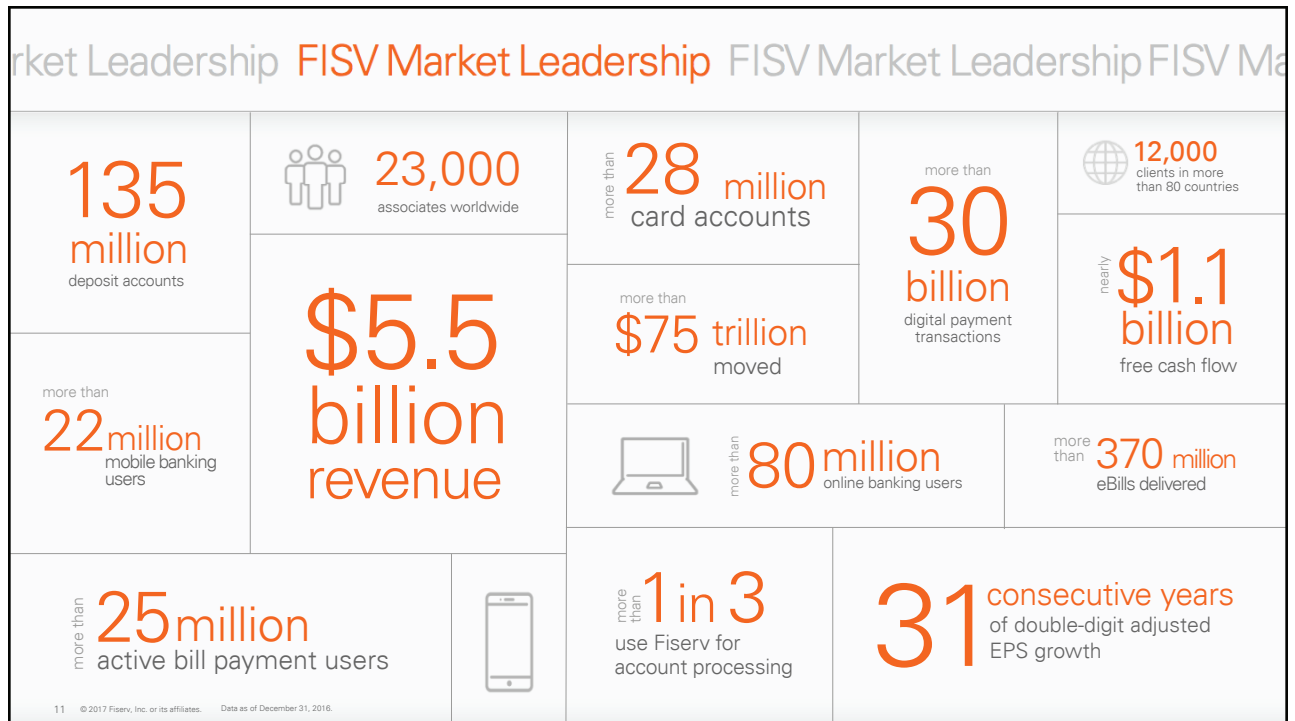 rket Leadership FISV Market Leadership FISV Market Leadership FISV Ma
135
million
deposit accounts
23,000
associates worldwide
more than
28 million
card accounts
more than
30
billion
digital payment
transactions
12,000
clients in more
than 80 countries
$5.5
billion
revenue
more than
$75 trillion
moved
nearly
$1.1
billion
free cash flow
more than
22 million
mobile banking
users
more than
80 million
online banking users
more
than
370 million
eBills delivered
more than
25 million
active bill payment users
more
than
1 in 3
use Fiserv for
account processing
31 consecutive years
of double-digit adjusted
EPS growth
11 © 2017 Fiserv, Inc. or its affiliates. Data as of December 31, 2016.